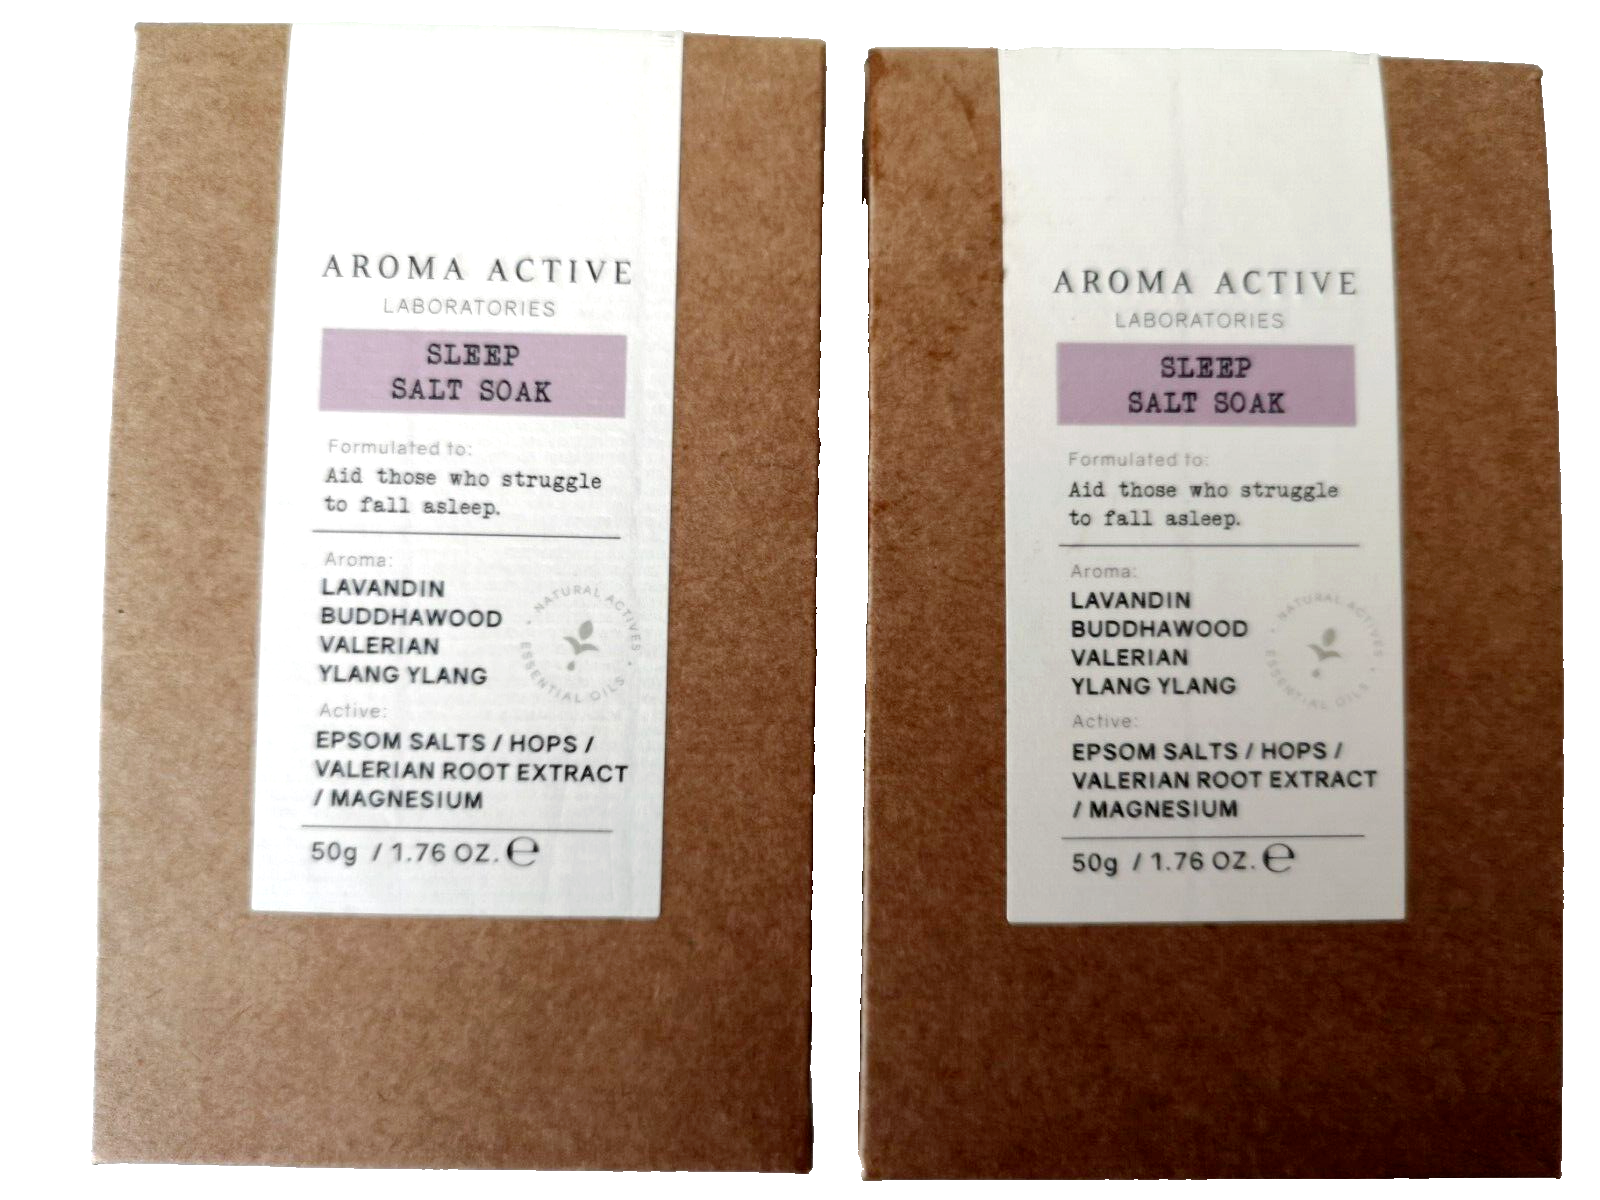 AROMA ACTIVE
LABORATORIES
SLEEP
SALT SOAK
Formulated to:
Aid those who struggle
to fall asleep.
Aroma:
LAVANDIN
BUDDHAWOOD
VALERIAN
YLANG YLANG
NATURAL ACTIVES • ESSENTIAL OILS •
Active:
EPSOM SALTS / HOPS /
VALERIAN ROOT EXTRACT
/ MAGNESIUM
50g / 1.76 OZ. ℮
AROMA ACTIVE
LABORATORIES
SLEEP
SALT SOAK
Formulated to:
Aid those who struggle
to fall asleep.
Aroma:
LAVANDIN
BUDDHAWOOD
VALERIAN
YLANG YLANG
NATURAL ACTIVES • ESSENTIAL OILS •
Active:
EPSOM SALTS / HOPS /
VALERIAN ROOT EXTRACT
/ MAGNESIUM
50g / 1.76 OZ. ℮